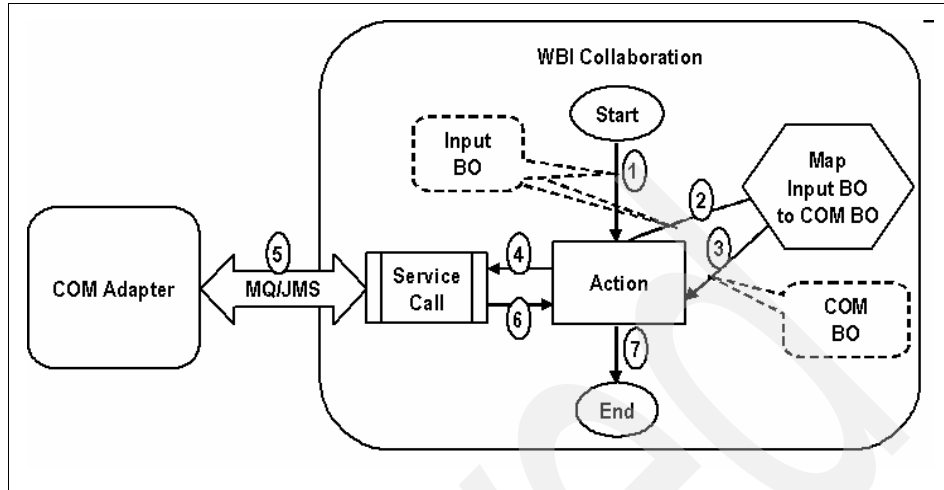 WBI Collaboration
Start
Input
BO
1
2
Map
Input BO
to COM BO
3
COM Adapter
5
MQ/JMS
Service
Call
4
6
Action
COM
BO
7
End